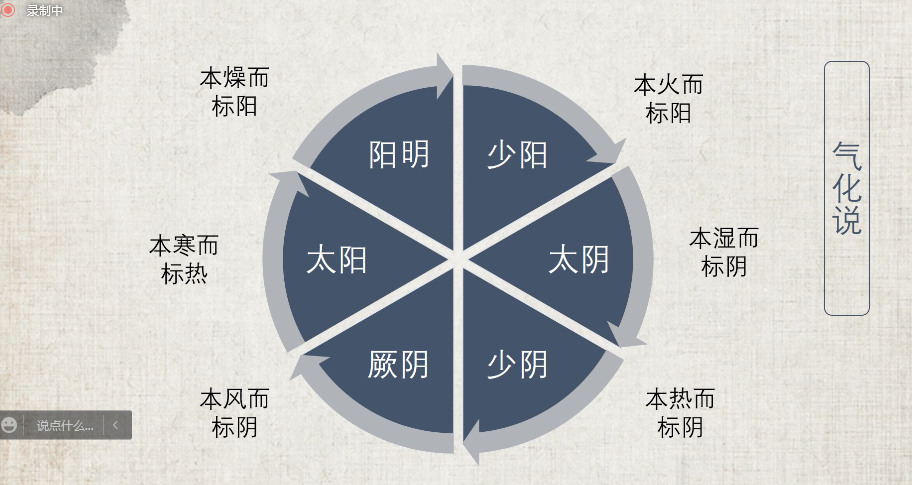 录制中
本燥而
标阳
本火而
标阳
阳明
少阳
气化说
本寒而
标热
太阳
太阴
本湿而
标阴
厥阴
少阴
本风而
标阴
本热而
标阴
说点什么...